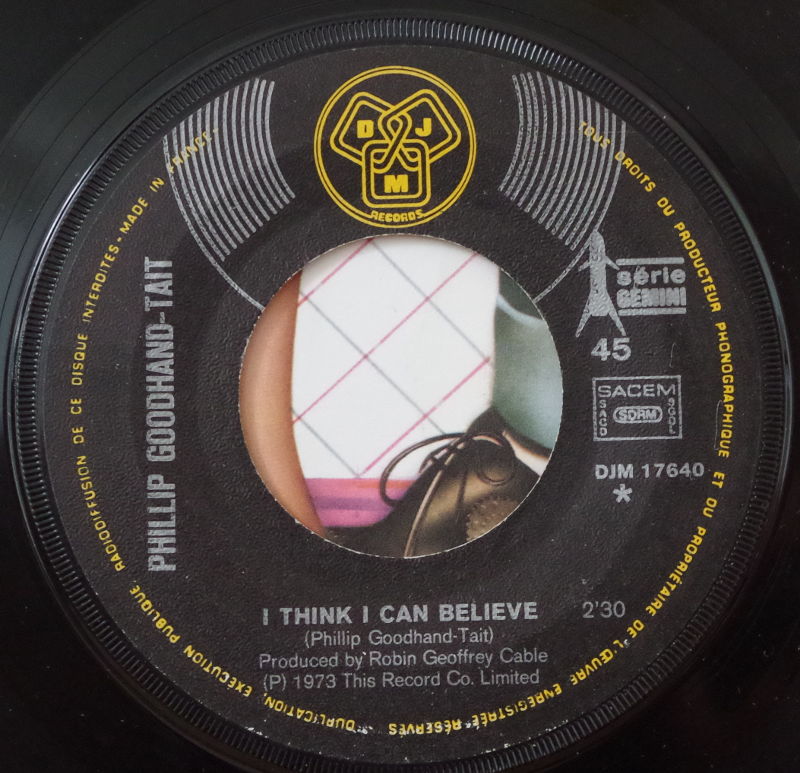 D J
M
RECORDS
TOUS DROITS DU PRODUCTEUR PHONOGRAPHIQUE ET DU PROPRIÉTAIRE DE L'ŒUVRE ENREGISTRÉE RÉSERVÉS - DUPLICATION, EXÉCUTION PUBLIQUE RADIODIFFUSION DE CE DISQUE INTERDITES - MADE IN FRANCE -
PHILLIP GOODHAND-TAIT
série
GEMINI
45
SACEM
SACD
SDRM
SGDL
DJM 17640
*
I THINK I CAN BELIEVE 2'30
(Phillip Goodhand-Tait)
Produced by Robin Geoffrey Cable
(P) 1973 This Record Co. Limited